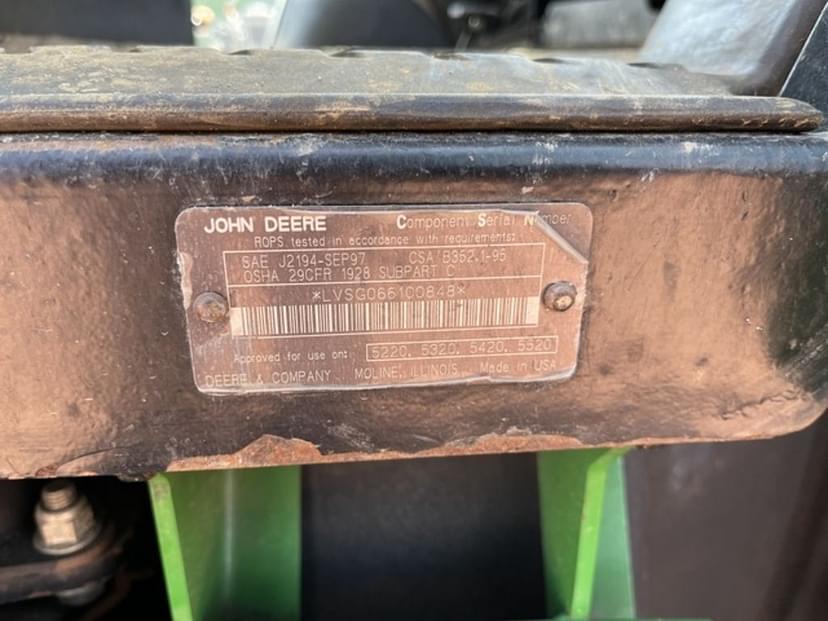 JOHN DEERE Component Serial Number
ROPS tested in accordance with requirements:
SAE J2194-SEP97 CSA B352.1-95
OSHA 29CFR 1928 SUBPART C
*LVSG066100848*
Approved for use on: 5220, 5320, 5420, 5520
DEERE & COMPANY MOLINE, ILLINOIS Made in USA